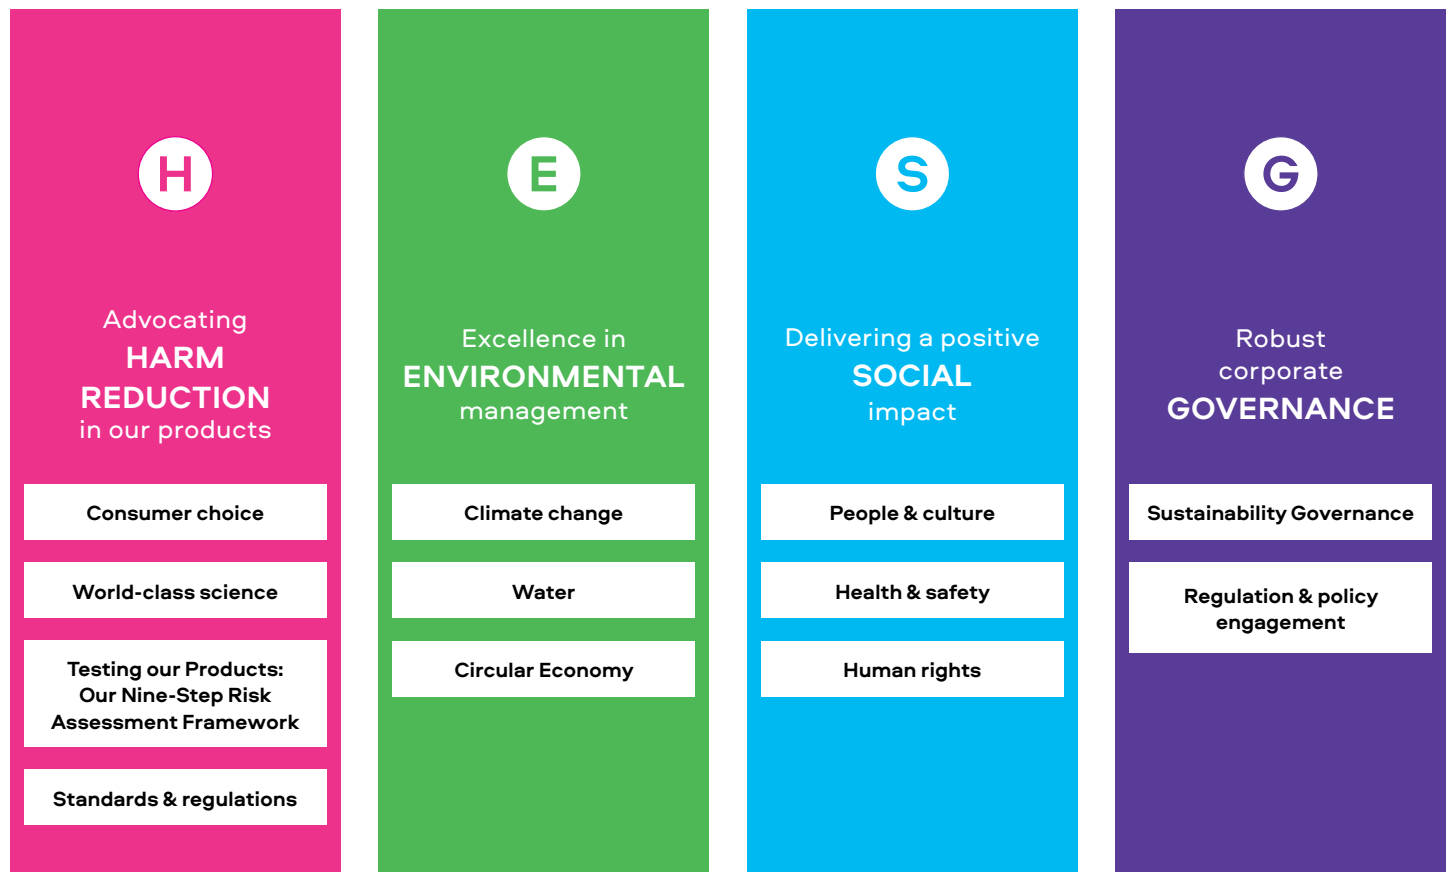 H
Advocating
HARM
REDUCTION
in our products
Consumer choice
World-class science
Testing our Products:
Our Nine-Step Risk
Assessment Framework
Standards & regulations
E
Excellence in
ENVIRONMENTAL
management
Climate change
Water
Circular Economy
S
Delivering a positive
SOCIAL
impact
People & culture
Health & safety
Human rights
G
Robust
corporate
GOVERNANCE
Sustainability Governance
Regulation & policy
engagement